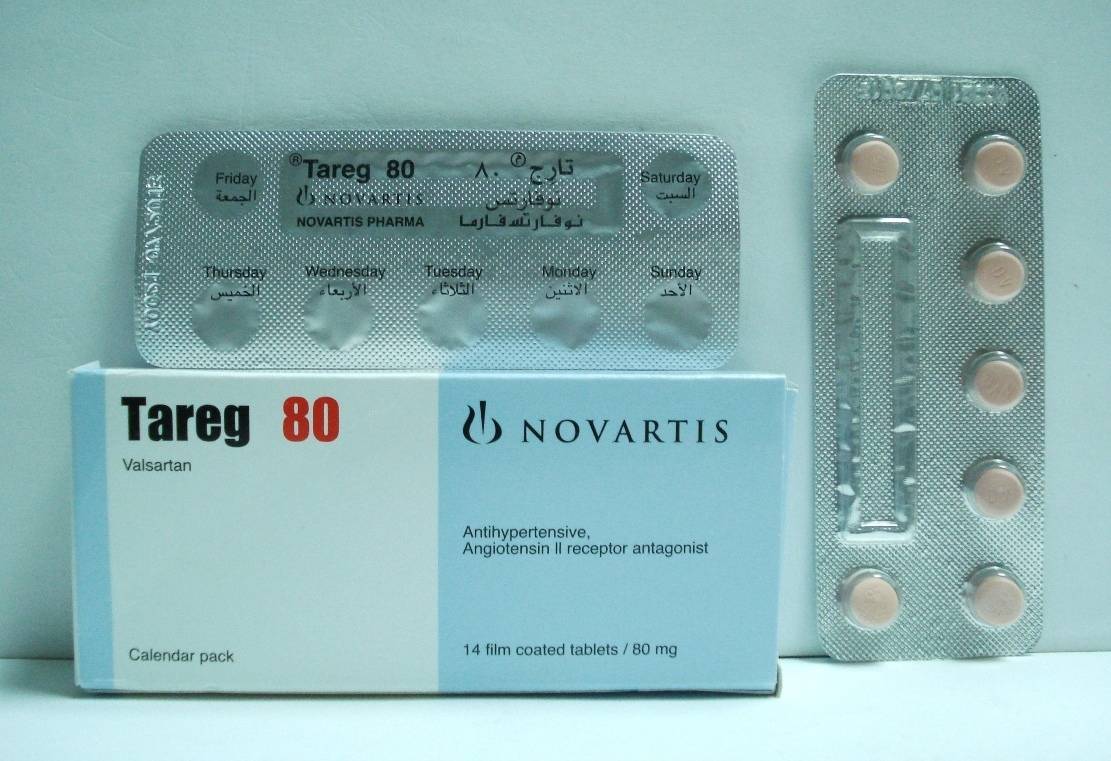 ®Tareg 80
تارج ٨٠
NOVARTIS
نوفارتس
NOVARTIS PHARMA
نوفارتس فارما
Friday
الجمعة
Saturday
السبت
Thursday
الخميس
Wednesday
الأربعاء
Tuesday
الثلاثاء
Monday
الاثنين
Sunday
الأحد
Tareg 80
Valsartan
Calendar pack
NOVARTIS
Antihypertensive,
Angiotensin II receptor antagonist
14 film coated tablets / 80 mg